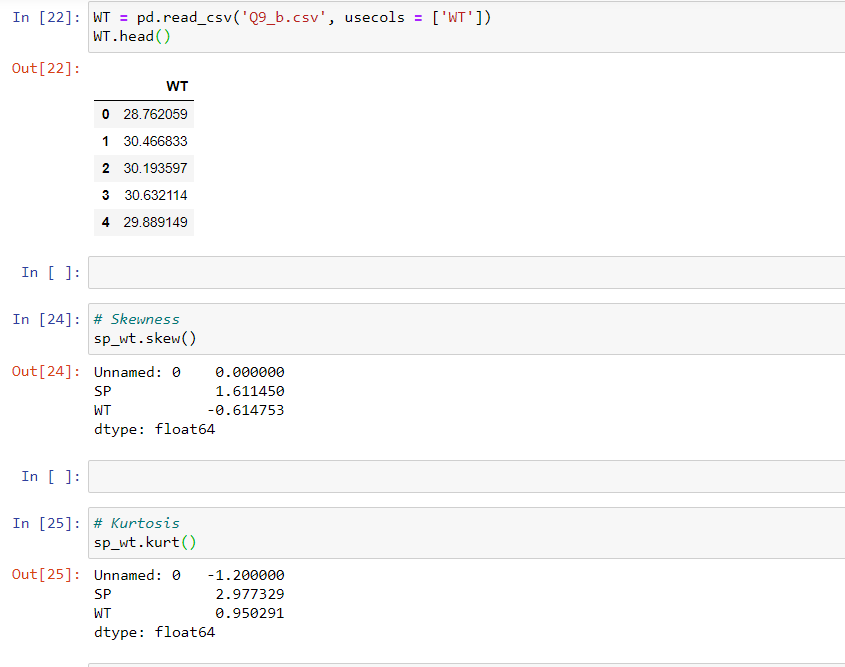 In [22]: WT = pd.read_csv('Q9_b.csv', usecols = ['WT'])
WT.head()
Out[22]:
WT
0 28.762059
1 30.466833
2 30.193597
3 30.632114
4 29.889149
In [ ]:
In [24]: # Skewness
sp_wt.skew()
Out[24]: Unnamed: 0 0.000000
SP 1.611450
WT -0.614753
dtype: float64
In [ ]:
In [25]: # Kurtosis
sp_wt.kurt()
Out[25]: Unnamed: 0 -1.200000
SP 2.977329
WT 0.950291
dtype: float64